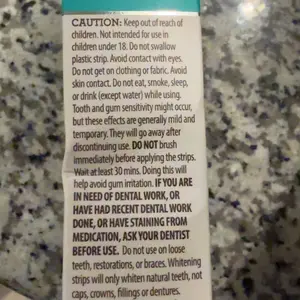 CAUTION: Keep out of reach of
children. Not intended for use in
children under 18. Do not swallow
plastic strip. Avoid contact with eyes.
Do not get on clothing or fabric. Avoid
skin contact. Do not eat, smoke, sleep,
or drink (except water) while using.
Tooth and gum sensitivity might occur,
but these effects are generally mild and
temporary. They will go away after
discontinuing use. DO NOT brush
immediately before applying the strips.
Wait at least 30 mins. Doing this will
help avoid gum irritation. IF YOU ARE
IN NEED OF DENTAL WORK, OR
HAVE HAD RECENT DENTAL WORK
DONE, OR HAVE STAINING FROM
MEDICATION, ASK YOUR DENTIST
BEFORE USE. Do not use on loose
teeth, restorations, or braces. Whitening
strips will only whiten natural teeth, not
caps, crowns, fillings or dentures.